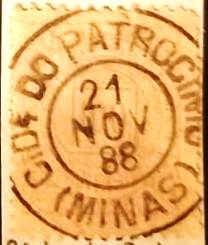 CIDE DO PATROCINIO
21
NOV
88
(MINAS)